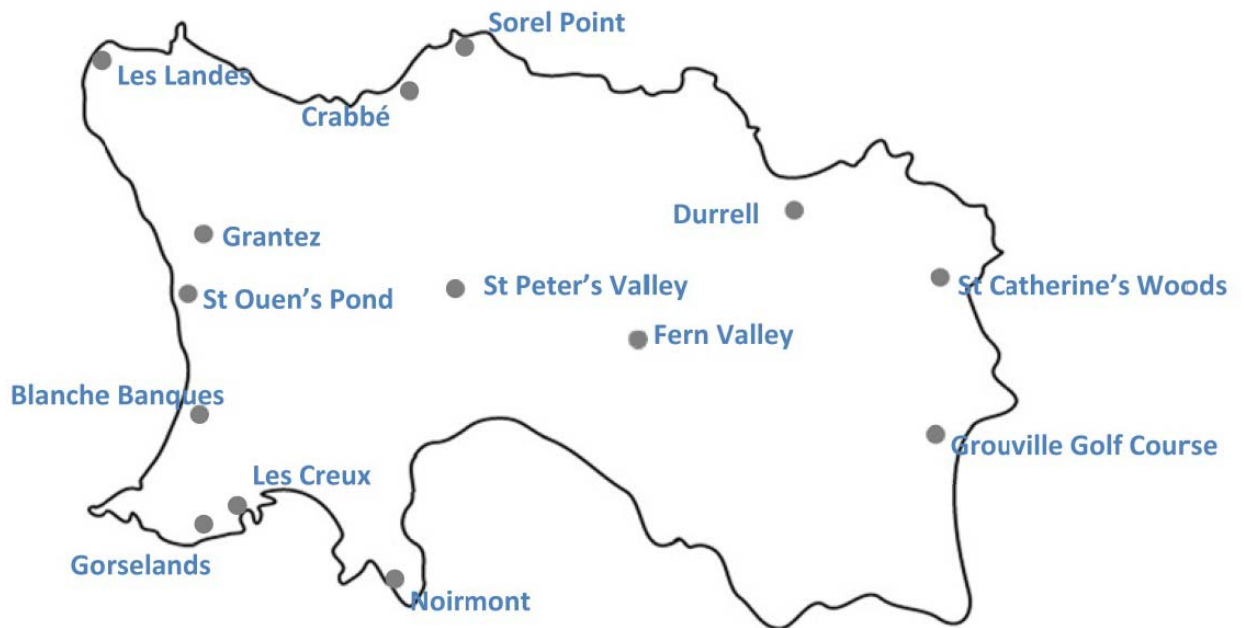 Sorel Point
Les Landes
Crabbé
Durrell
Grantez
St Peter's Valley
St Catherine's Woods
St Ouen's Pond
Fern Valley
Blanche Banques
Grouville Golf Course
Les Creux
Gorselands
Noirmont